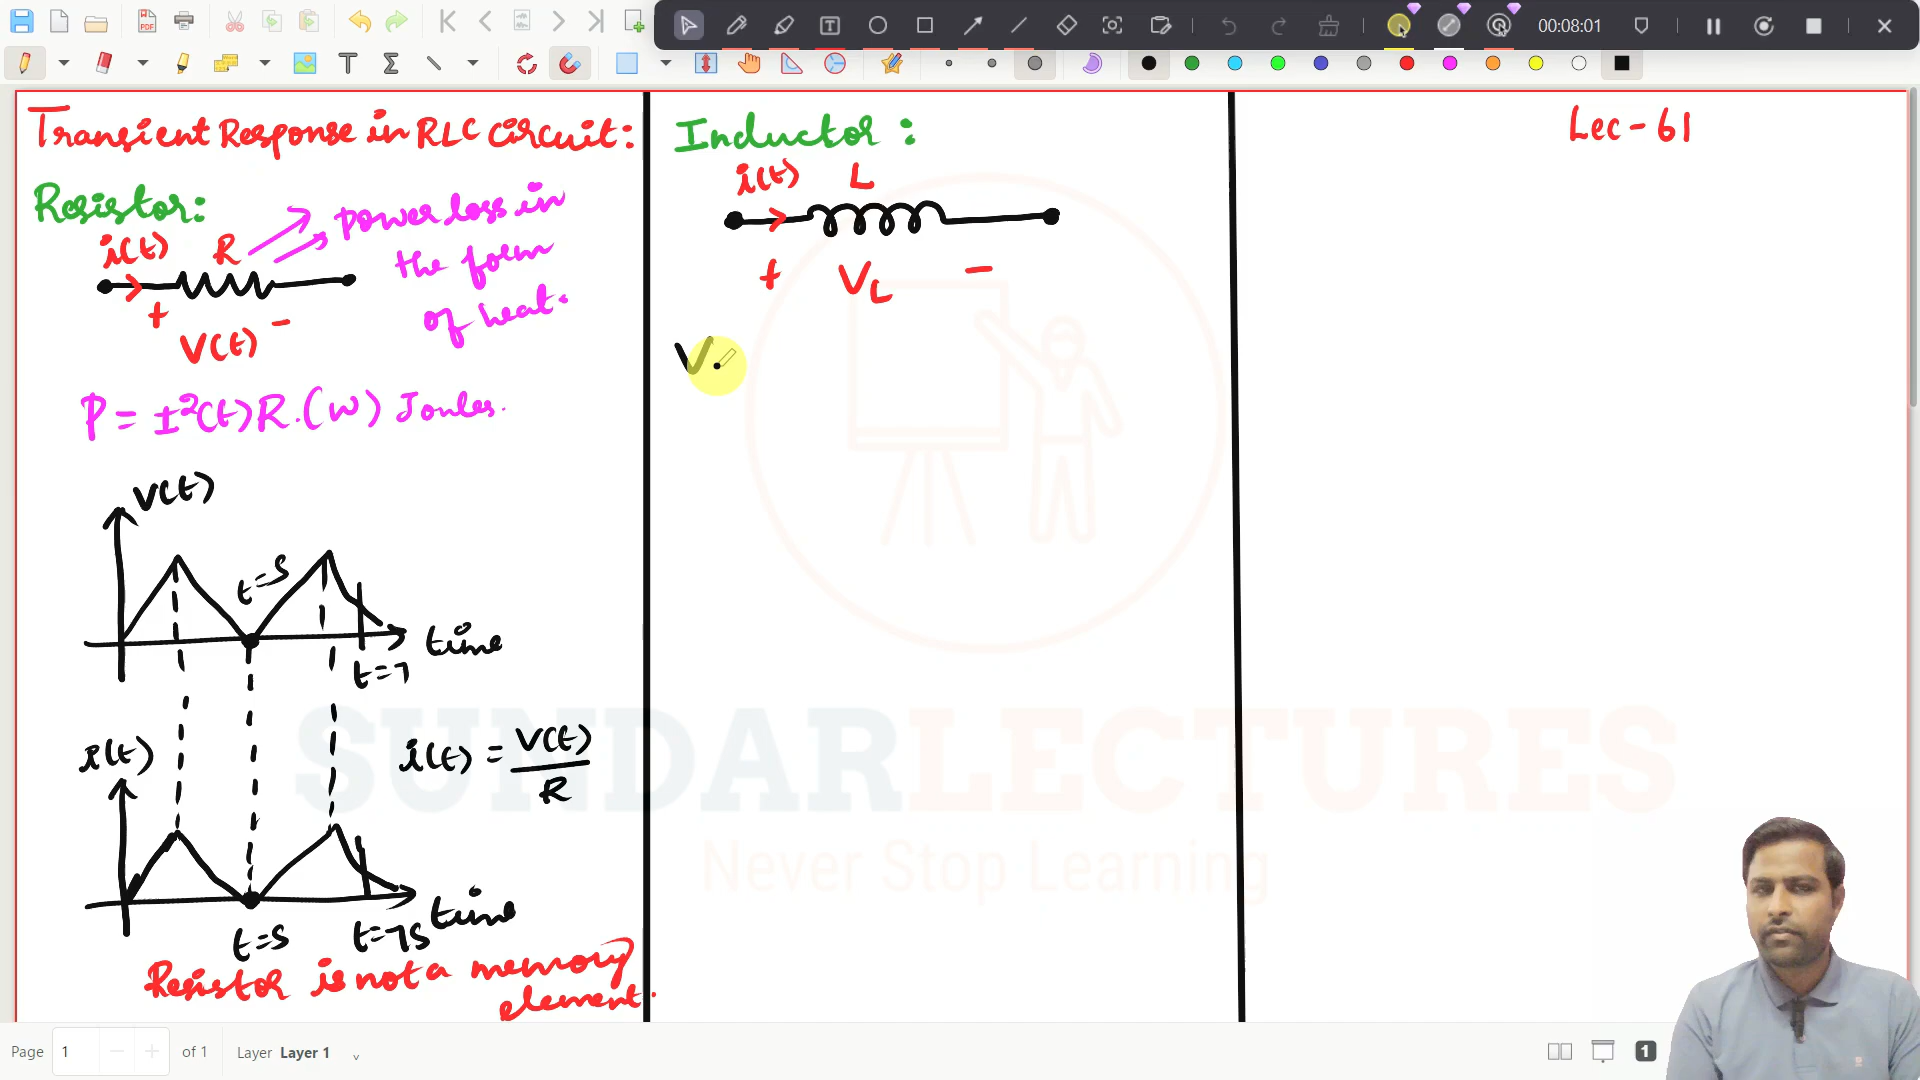 00:08:01
Transient Response in RLC Circuit:
Resistor:
i(t) R
power loss in
the form
of heat.
+ V(t) -
P = I²(t)R.(W) Joules.
V(t)
t=5
time
t=7
i(t)
i(t) = V(t)/R
time
t=5
t=7s
Resistor is not a memory
element.
Inductor:
i(t) L
+ VL -
V
Lec-61
SUNDARLECTURES
Never Stop Learning
Page 1 of 1 Layer Layer 1
1